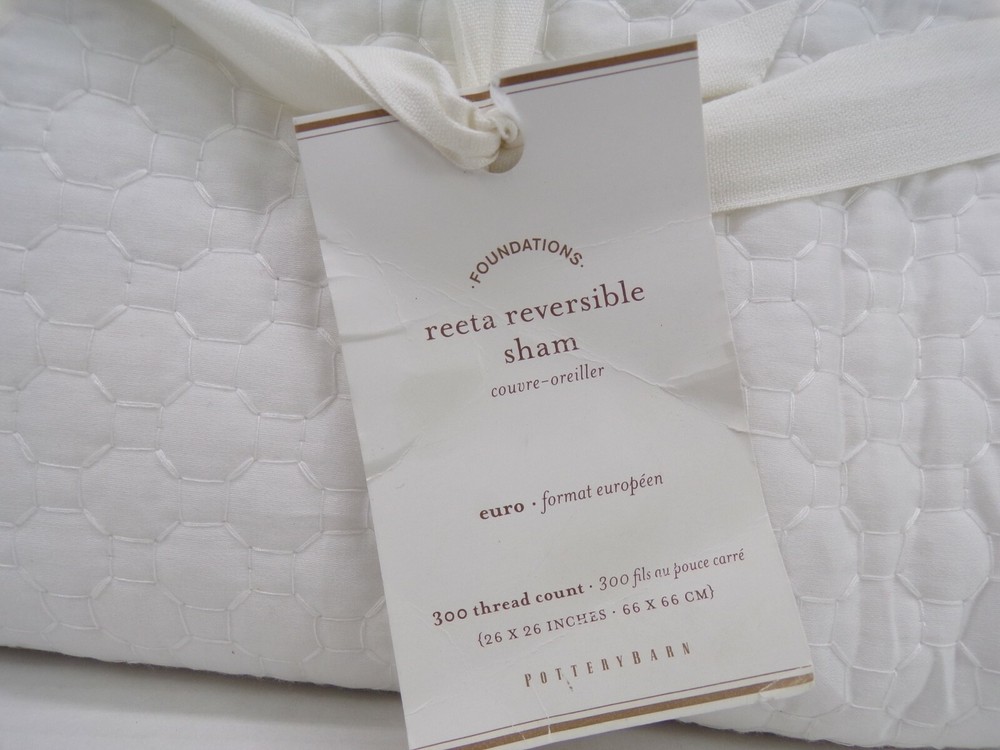 ·FOUNDATIONS·
reeta reversible
sham
couvre-oreiller
euro · format européen
300 thread count · 300 fils au pouce carré
{26 X 26 INCHES · 66 X 66 CM}
POTTERYBARN